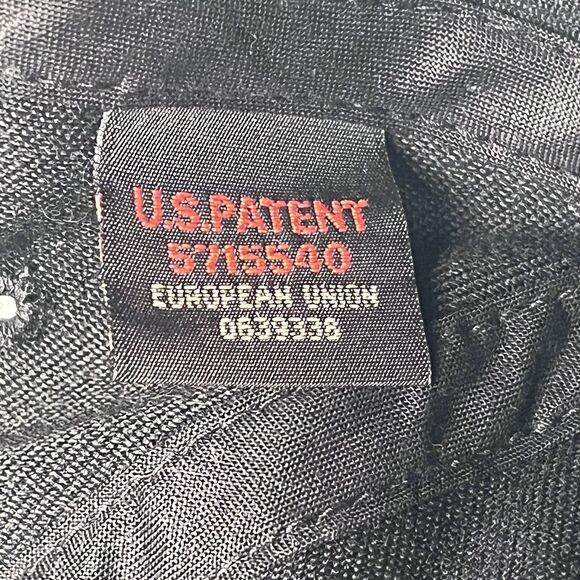 U.S.PATENT
5715540
EUROPEAN UNION
0639338